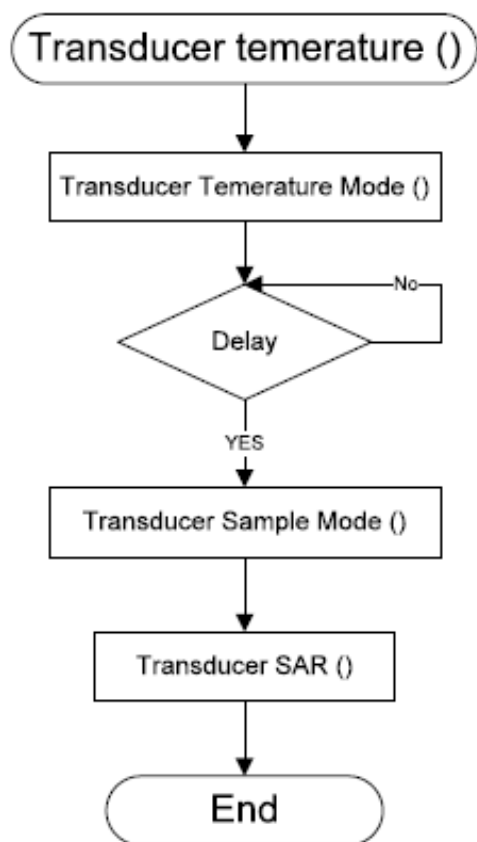 Transducer temerature ()
Transducer Temerature Mode ()
No
Delay
YES
Transducer Sample Mode ()
Transducer SAR ()
End